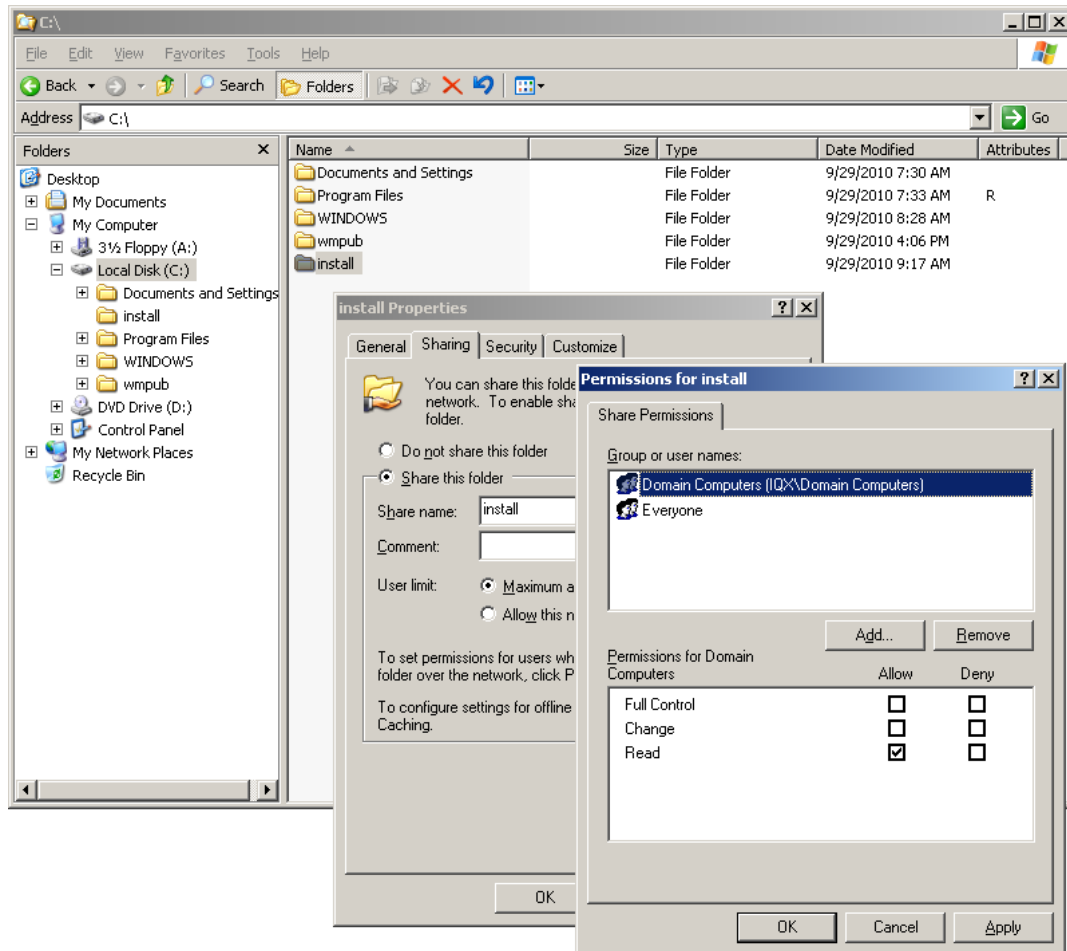 C:\
File Edit View Favorites Tools Help
Back Search Folders
Address C:\ Go
Folders
Desktop
My Documents
My Computer
3½ Floppy (A:)
Local Disk (C:)
Documents and Settings
install
Program Files
WINDOWS
wmpub
DVD Drive (D:)
Control Panel
My Network Places
Recycle Bin
Name Size Type Date Modified Attributes
Documents and Settings File Folder 9/29/2010 7:30 AM
Program Files File Folder 9/29/2010 7:33 AM R
WINDOWS File Folder 9/29/2010 8:28 AM
wmpub File Folder 9/29/2010 4:06 PM
install File Folder 9/29/2010 9:17 AM
install Properties
General Sharing Security Customize
You can share this folde
network. To enable sha
folder.
Do not share this folder
Share this folder
Share name: install
Comment:
User limit: Maximum a
Allow this n
To set permissions for users wh
folder over the network, click P
To configure settings for offline
Caching.
OK
Permissions for install
Share Permissions
Group or user names:
Domain Computers (IQX\Domain Computers)
Everyone
Add... Remove
Permissions for Domain
Computers Allow Deny
Full Control
Change
Read
OK Cancel Apply